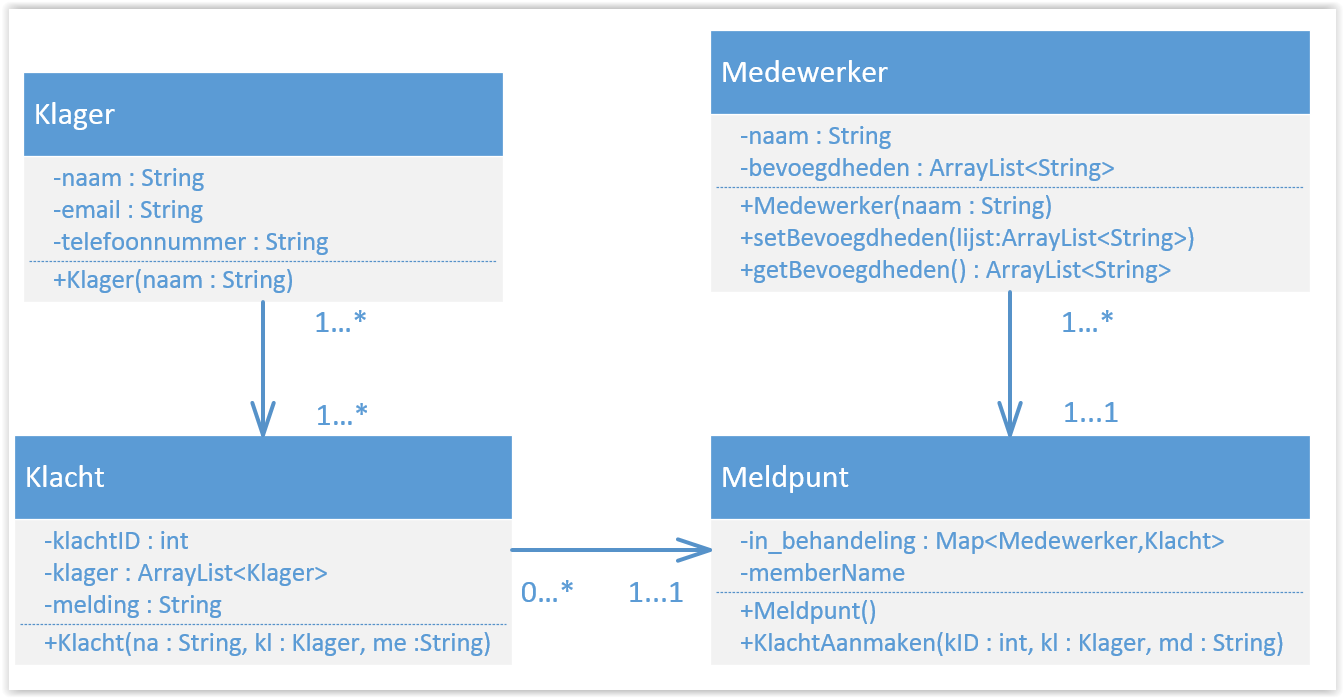 Klager
-naam : String
-email : String
-telefoonnummer : String
+Klager(naam : String)
1...*
1...*
Medewerker
-naam : String
-bevoegdheden : ArrayList<String>
+Medewerker(naam : String)
+setBevoegdheden(lijst:ArrayList<String>)
+getBevoegdheden() : ArrayList<String>
1...*
1...1
Klacht
-klachtID : int
-klager : ArrayList<Klager>
-melding : String
+Klacht(na : String, kl : Klager, me :String)
0...*
1...1
Meldpunt
-in_behandeling : Map<Medewerker,Klacht>
-memberName
+Meldpunt()
+KlachtAanmaken(kID : int, kl : Klager, md : String)